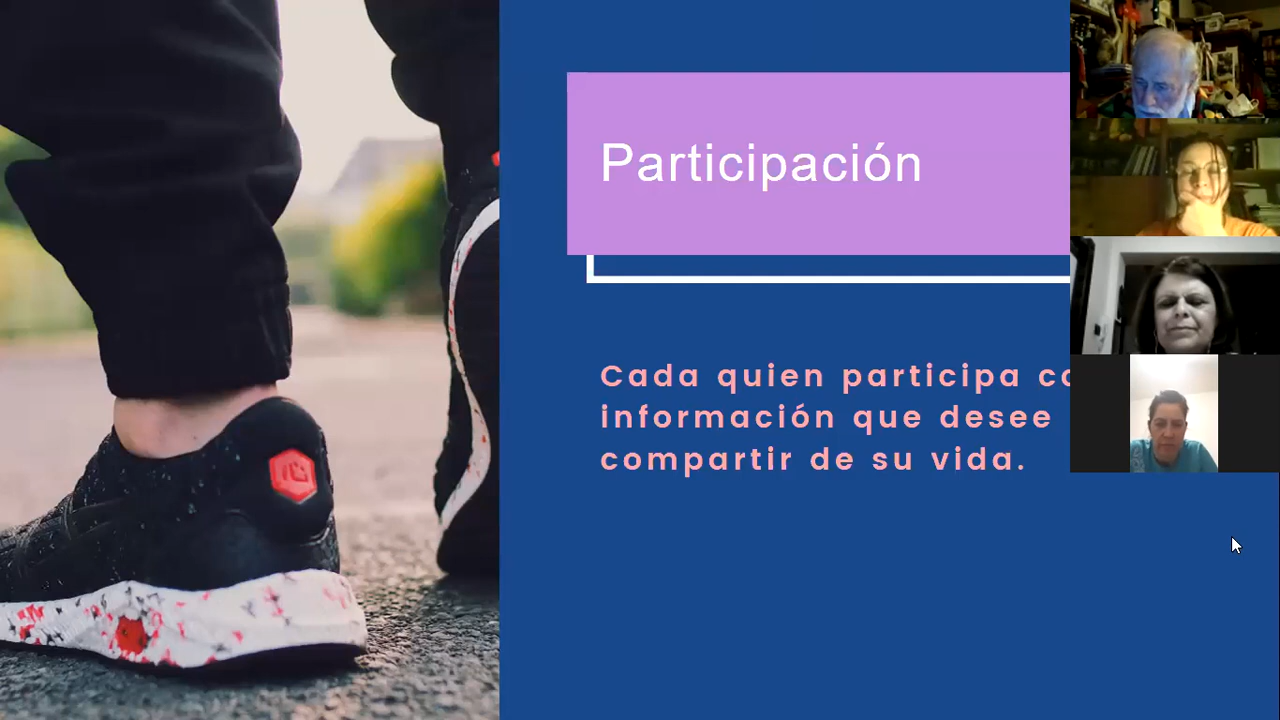 Participación
Cada quien participa
información que desee
compartir de su vida.